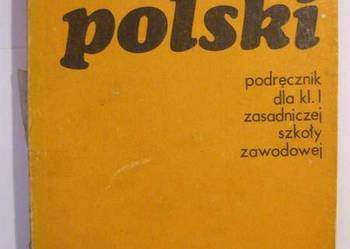 polski
podręcznik
dla kl. I
zasadniczej
szkoły
zawodowej